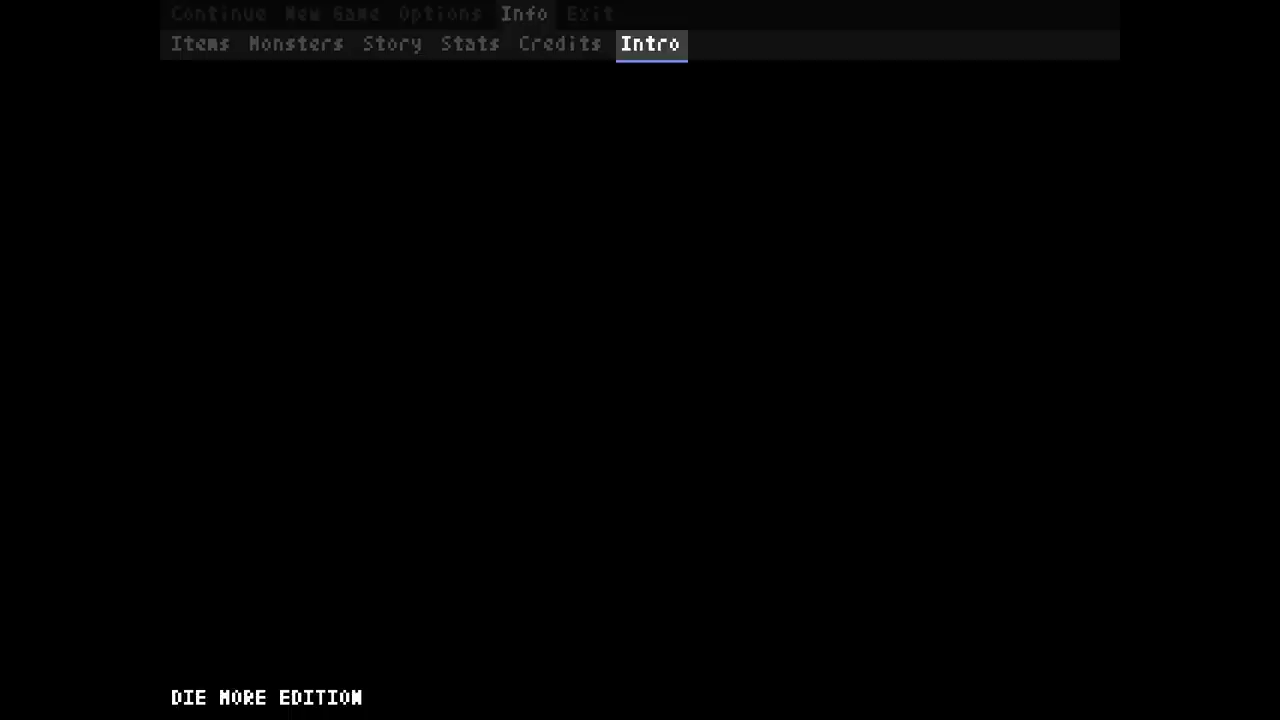 Continue New Game Options Info Exit
Items Monsters Story Stats Credits Intro
DIE MORE EDITION